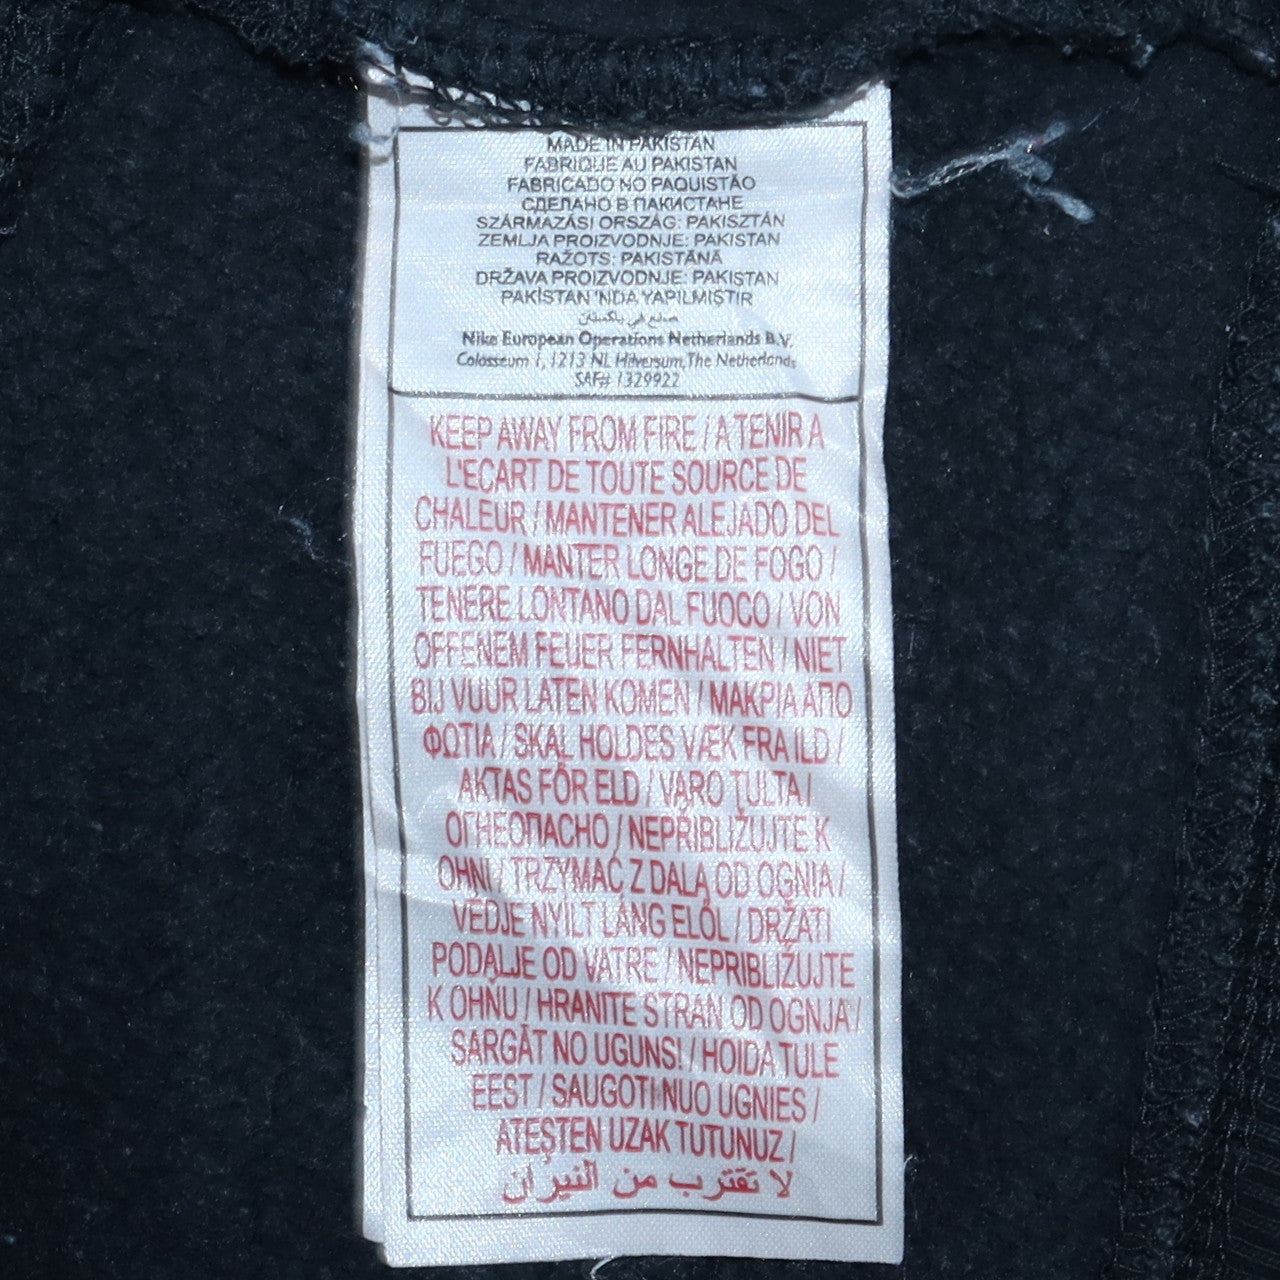 MADE IN PAKISTAN
FABRIQUE AU PAKISTAN
FABRICADO NO PAQUISTÃO
СДЕЛАНО В ПАКИСТАНЕ
SZÁRMAZÁSI ORSZÁG: PAKISZTÁN
ZEMLJA PROIZVODNJE: PAKISTAN
RAŽOTS: PAKISTĀNĀ
DRŽAVA PROIZVODNJE: PAKISTAN
PAKİSTAN 'NDA YAPILMIŞTIR
صنع في باكستان
Nike European Operations Netherlands B.V.
Colosseum 1, 1213 NL Hilversum, The Netherlands
SAF# 1329922
KEEP AWAY FROM FIRE / A TENIR A
L'ECART DE TOUTE SOURCE DE
CHALEUR / MANTENER ALEJADO DEL
FUEGO / MANTER LONGE DE FOGO /
TENERE LONTANO DAL FUOCO / VON
OFFENEM FEUER FERNHALTEN / NIET
BIJ VUUR LATEN KOMEN / ΜΑΚΡΙΑ ΑΠΟ
ΦΩΤΙΑ / SKAL HOLDES VÆK FRA ILD /
AKTAS FÖR ELD / VARO TULTA /
ОГНЕОПАСНО / NEPŘIBLIŽUJTE K
OHNI / TRZYMAĆ Z DALA OD OGNIA /
VÉDJE NYÍLT LÁNG ELŐL / DRŽATI
PODALJE OD VATRE / NEPRIBLIŽUJTE
K OHŇU / HRANITE STRAN OD OGNJA /
SARGĀT NO UGUNS! / HOIDA TULE
EEST / SAUGOTI NUO UGNIES /
ATEŞTEN UZAK TUTUNUZ /
لا تقترب من النيران